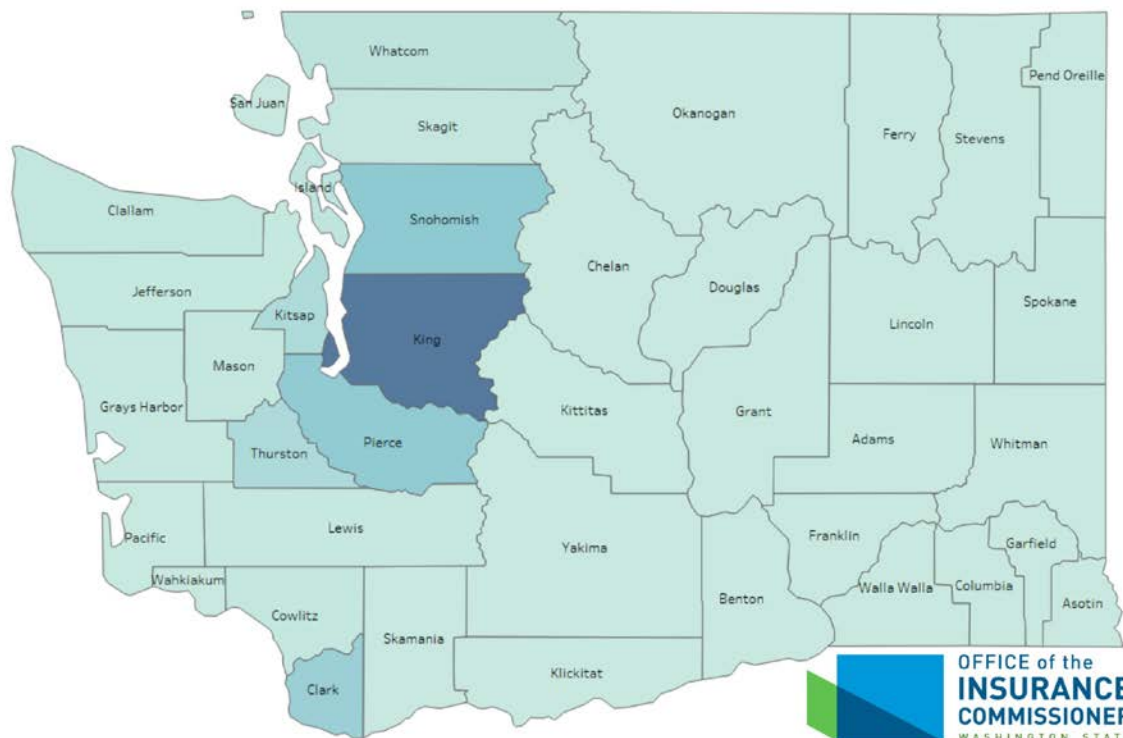 Whatcom
San Juan
Skagit
Okanogan
Ferry
Stevens
Pend Oreille
Island
Clallam
Snohomish
Chelan
Douglas
Jefferson
Kitsap
King
Lincoln
Spokane
Mason
Grays Harbor
Kittitas
Grant
Adams
Whitman
Thurston
Pierce
Pacific
Lewis
Yakima
Franklin
Garfield
Wahkiakum
Cowlitz
Skamania
Benton
Walla Walla
Columbia
Asotin
Clark
Klickitat
OFFICE of the
INSURANCE
COMMISSIONER
WASHINGTON STATE